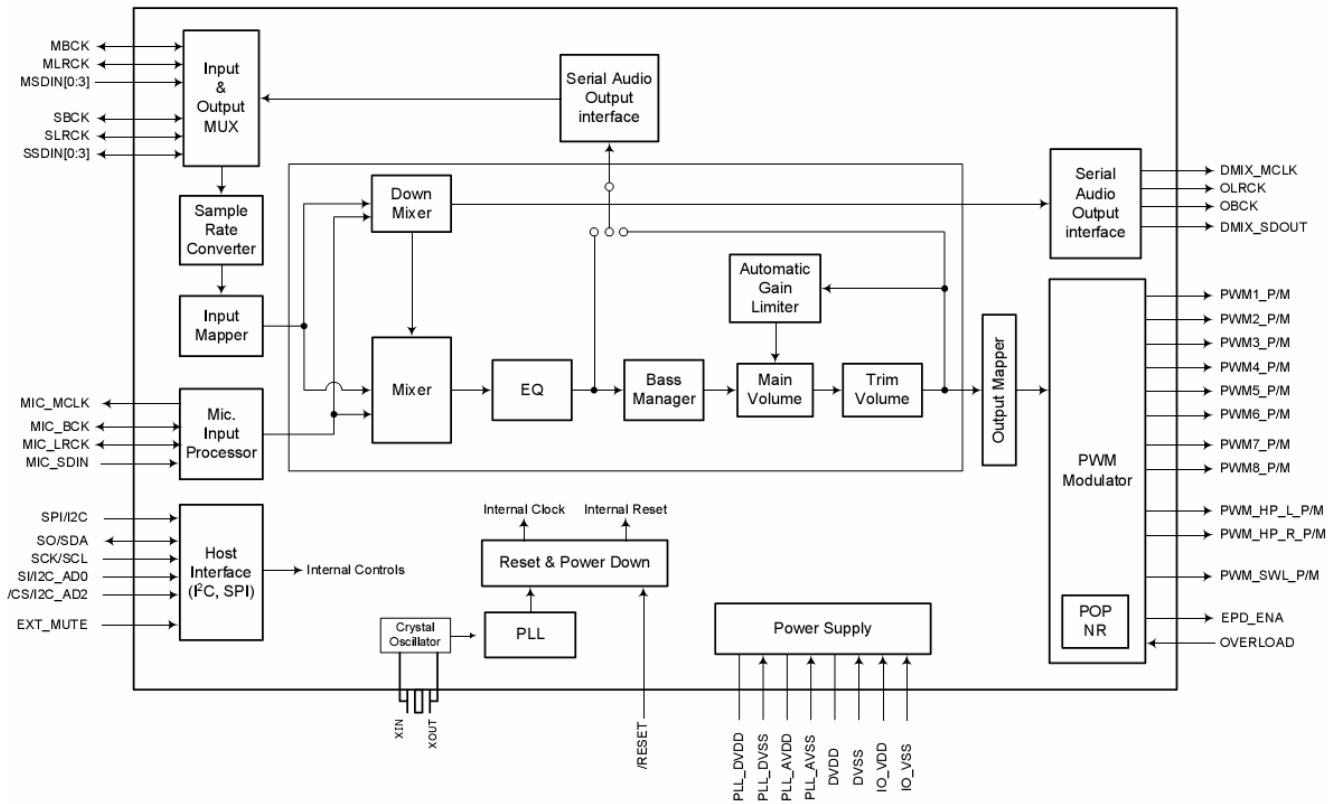 MBCK
MLRCK
MSDIN[0:3]
SBCK
SLRCK
SSDIN[0:3]
Input
&
Output
MUX
Serial Audio
Output
interface
Sample
Rate
Converter
Input
Mapper
Down
Mixer
Serial
Audio
Output
interface
DMIX_MCLK
OLRCK
OBCK
DMIX_SDOUT
Automatic
Gain
Limiter
Mixer
EQ
Bass
Manager
Main
Volume
Trim
Volume
Output Mapper
MIC_MCLK
MIC_BCK
MIC_LRCK
MIC_SDIN
Mic.
Input
Processor
PWM
Modulator
POP
NR
PWM1_P/M
PWM2_P/M
PWM3_P/M
PWM4_P/M
PWM5_P/M
PWM6_P/M
PWM7_P/M
PWM8_P/M
PWM_HP_L_P/M
PWM_HP_R_P/M
PWM_SWL_P/M
EPD_ENA
OVERLOAD
SPI/I2C
SO/SDA
SCK/SCL
SI/I2C_AD0
/CS/I2C_AD2
EXT_MUTE
Host
Interface
(I²C, SPI)
Internal Controls
Internal Clock
Internal Reset
Reset & Power Down
Crystal
Oscillator
PLL
Power Supply
XIN
XOUT
/RESET
PLL_DVDD
PLL_DVSS
PLL_AVDD
PLL_AVSS
DVDD
DVSS
IO_VDD
IO_VSS